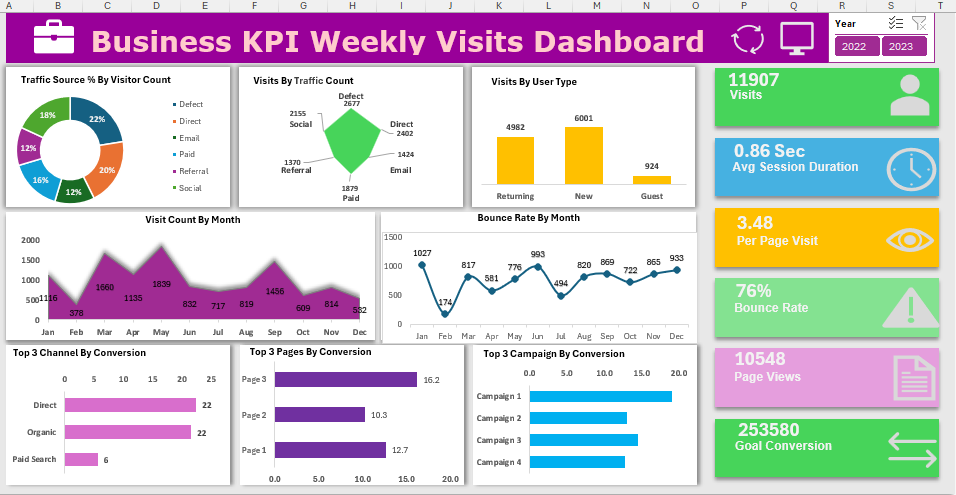 A B C D E F G H I J K L M N O P Q R S T
Business KPI Weekly Visits Dashboard
Year
2022 2023
Traffic Source % By Visitor Count
22%
20%
12%
16%
12%
18%
Defect
Direct
Email
Paid
Referral
Social
Visits By Traffic Count
Defect
2677
Direct
2402
1424
Email
1879
Paid
1370
Referral
2155
Social
Visits By User Type
4982 6001 924
Returning New Guest
11907
Visits
0.86 Sec
Avg Session Duration
3.48
Per Page Visit
76%
Bounce Rate
10548
Page Views
253580
Goal Conversion
Visit Count By Month
2000
1500
1000
500
0
1116 378 1660 1135 1839 832 717 819 1456 609 814 532
Jan Feb Mar Apr May Jun Jul Aug Sep Oct Nov Dec
Bounce Rate By Month
1500
1000
500
0
1027 174 817 581 776 993 494 820 869 722 865 933
Jan Feb Mar Apr May Jun Jul Aug Sep Oct Nov Dec
Top 3 Channel By Conversion
0 5 10 15 20 25
Direct 22
Organic 22
Paid Search 6
Top 3 Pages By Conversion
Page 3 16.2
Page 2 10.3
Page 1 12.7
0.0 5.0 10.0 15.0 20.0
Top 3 Campaign By Conversion
0.0 5.0 10.0 15.0 20.0
Campaign 1
Campaign 2
Campaign 3
Campaign 4